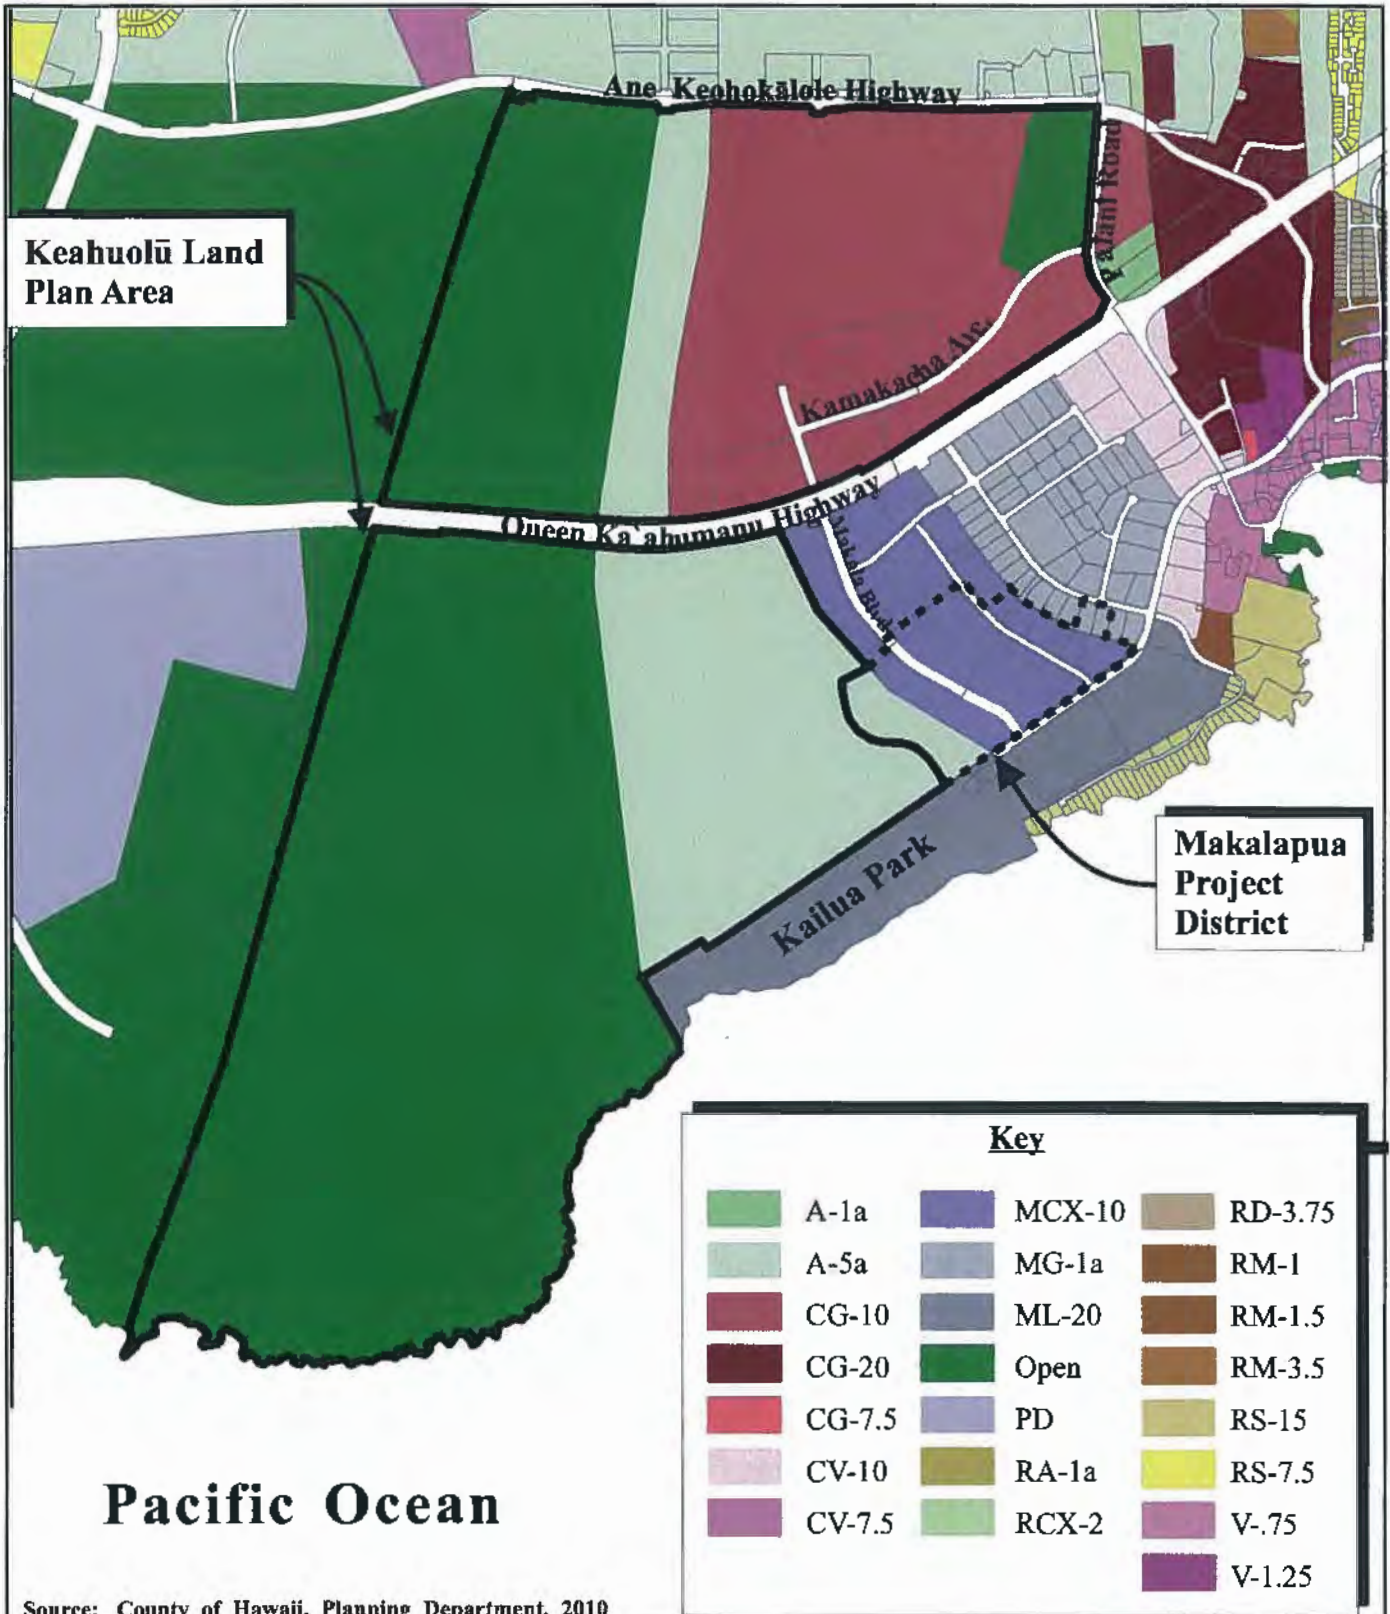 Ane Keohokālole Highway
Palani Road
Keahuolū Land
Plan Area
Kamakacha Ave.
Queen Ka`ahumanu Highway
Makala Blvd
Kailua Park
Makalapua
Project
District
Key
A-1a
A-5a
CG-10
CG-20
CG-7.5
CV-10
CV-7.5
MCX-10
MG-1a
ML-20
Open
PD
RA-1a
RCX-2
RD-3.75
RM-1
RM-1.5
RM-3.5
RS-15
RS-7.5
V-.75
V-1.25
Pacific Ocean
Source: County of Hawaii, Planning Department, 2010